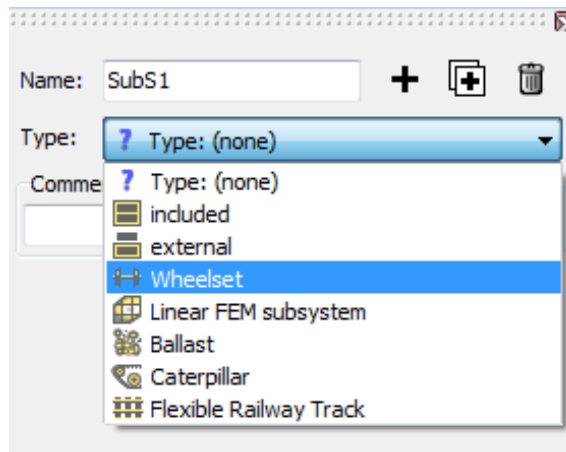 Name: SubS1
Type: ? Type: (none)
Comme ? Type: (none)
included
external
Wheelset
Linear FEM subsystem
Ballast
Caterpillar
Flexible Railway Track